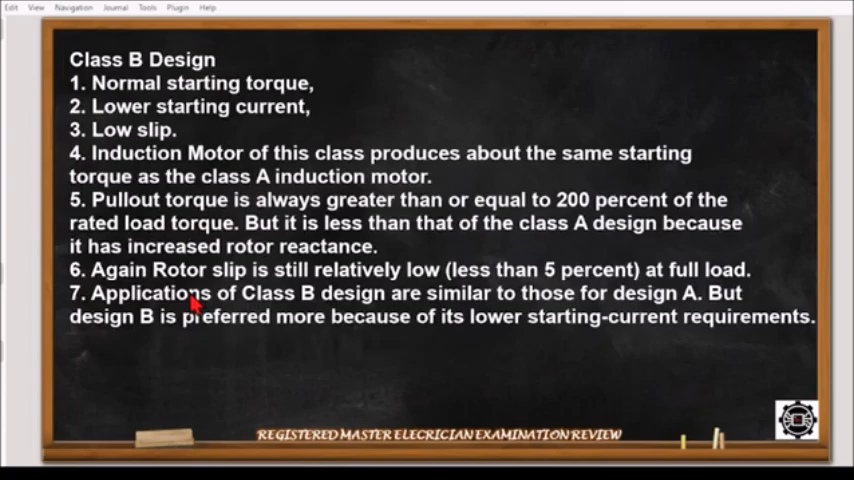 Edit View Navigation Journal Tools Plugin Help
Class B Design
1. Normal starting torque,
2. Lower starting current,
3. Low slip.
4. Induction Motor of this class produces about the same starting
torque as the class A induction motor.
5. Pullout torque is always greater than or equal to 200 percent of the
rated load torque. But it is less than that of the class A design because
it has increased rotor reactance.
6. Again Rotor slip is still relatively low (less than 5 percent) at full load.
7. Applications of Class B design are similar to those for design A. But
design B is preferred more because of its lower starting-current requirements.
REGISTERED MASTER ELECRICIAN EXAMINATION REVIEW